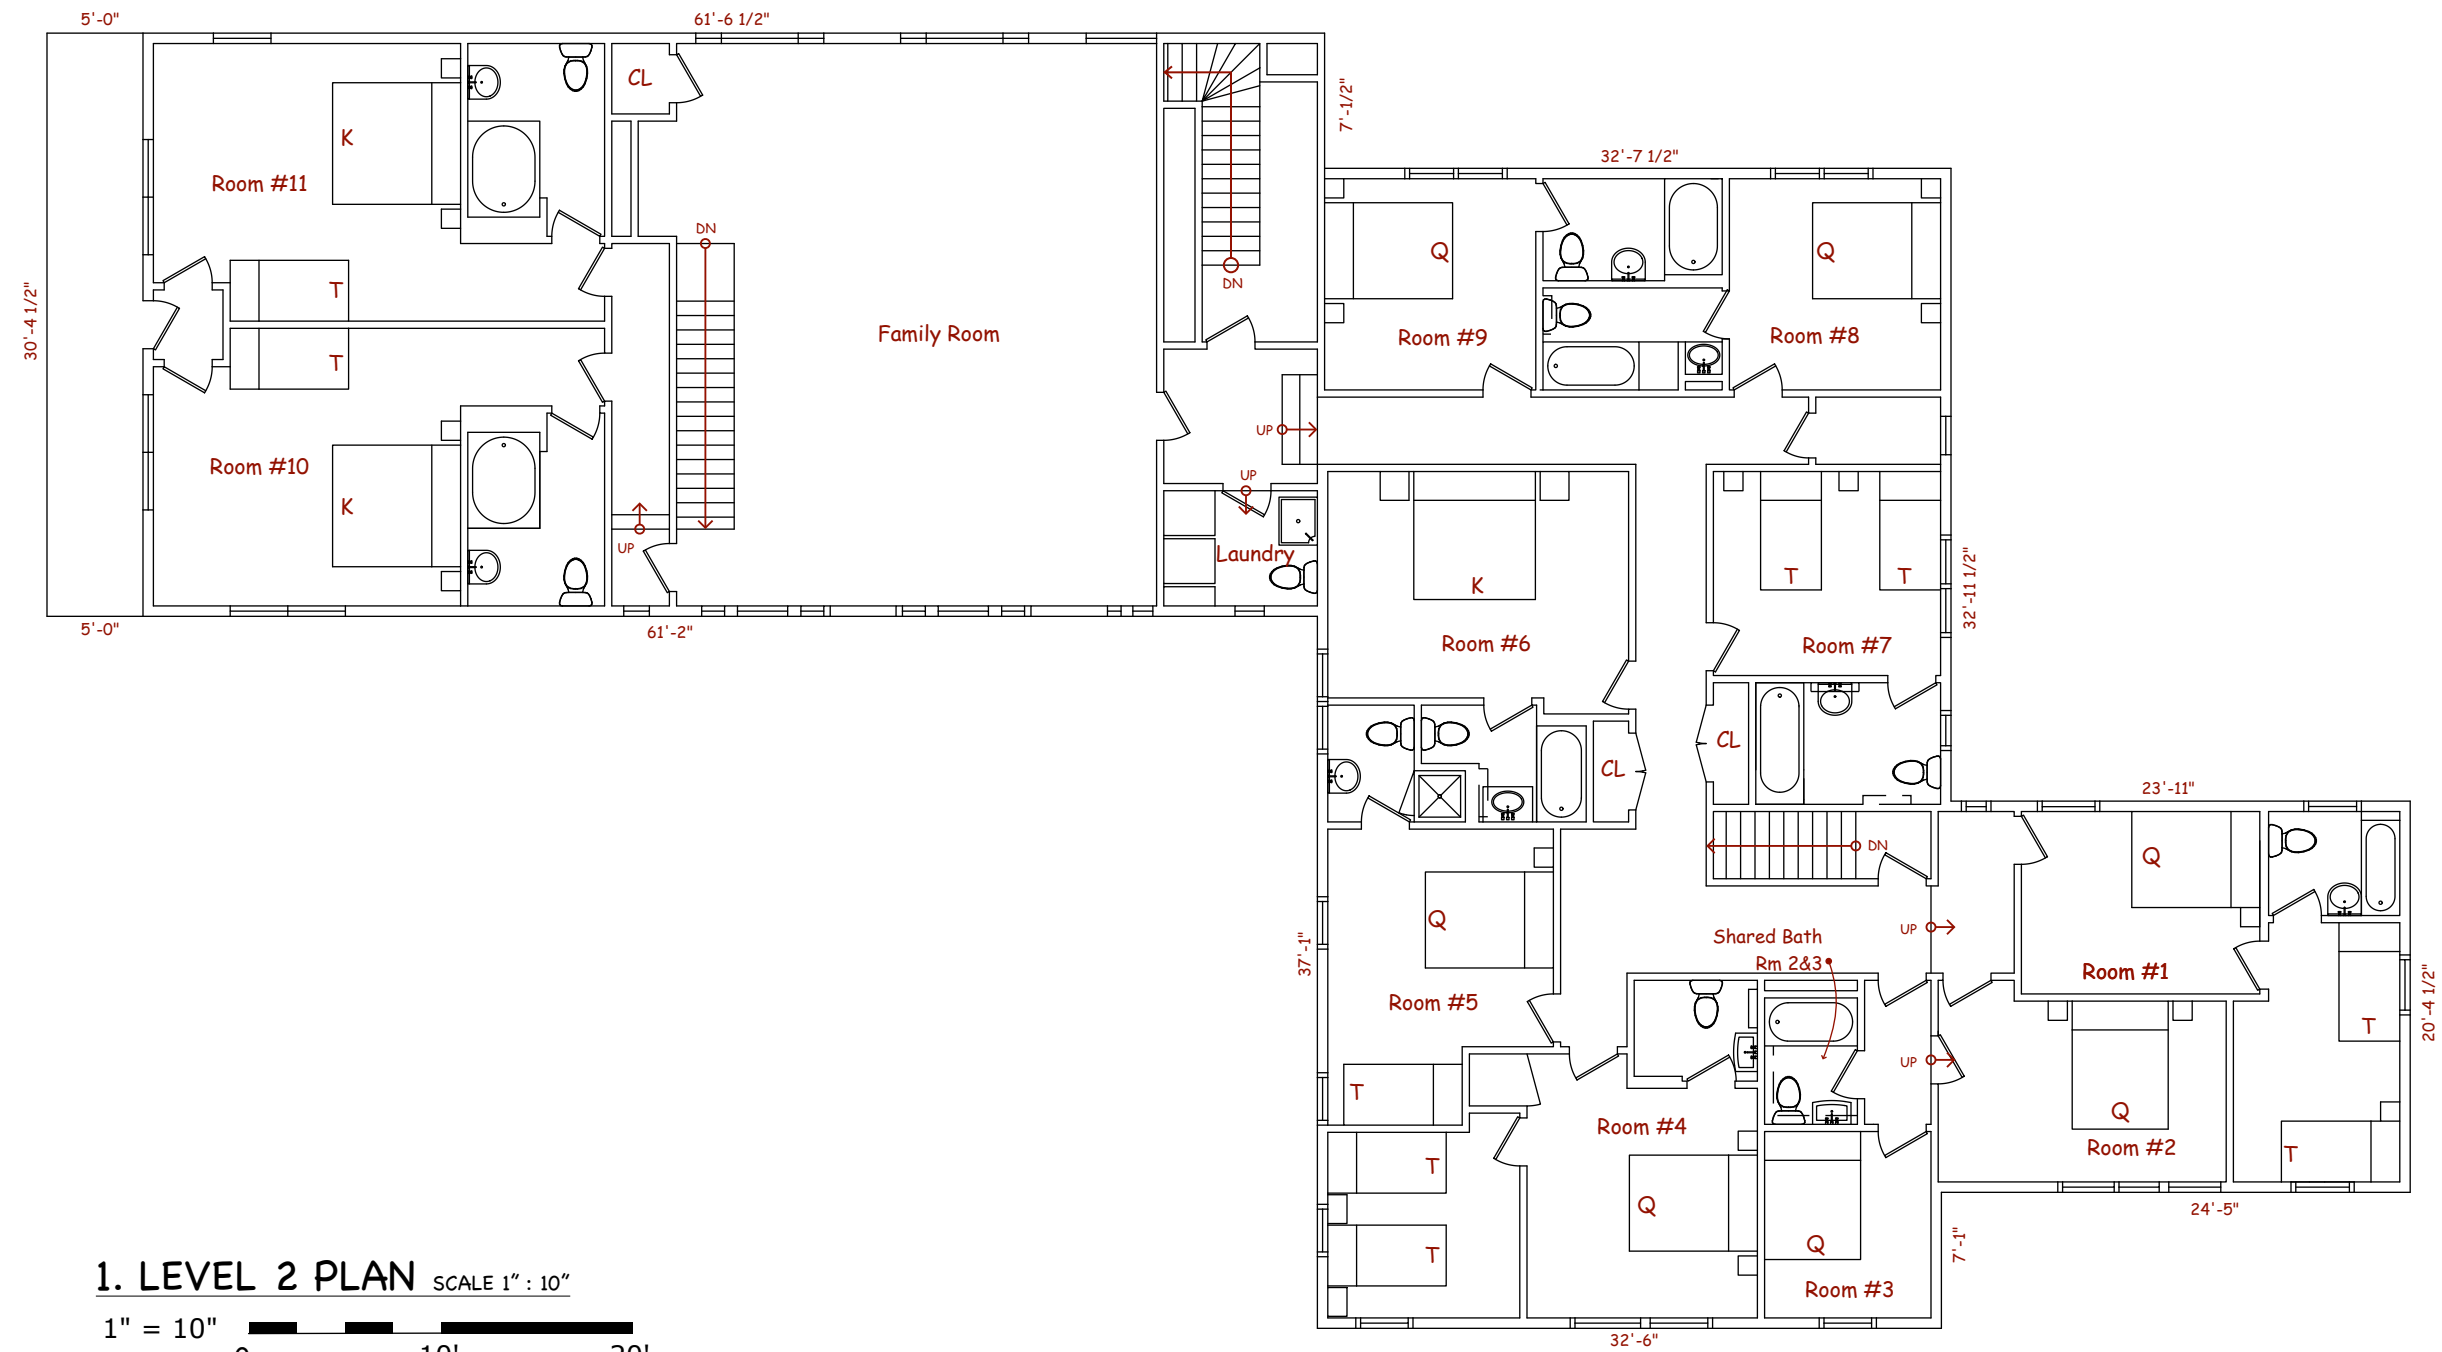 5'-0"
61'-6 1/2"
CL
7'-1/2"
K
Room #11
32'-7 1/2"
DN
T
30'-4 1/2"
Family Room
DN
Q
Q
Room #9
Room #8
T
Room #10
K
UP
UP
UP
Laundry
5'-0"
61'-2"
K
T
T
32'-11 1/2"
Room #6
Room #7
CL
CL
23'-11"
DN
Q
Q
UP
Shared Bath
Rm 2&3
37'-1"
Room #5
Room #1
20'-4 1/2"
T
T
UP
Room #4
Q
Room #2
T
T
Q
Q
T
24'-5"
7'-1"
Room #3
32'-6"
1. LEVEL 2 PLAN SCALE 1" : 10"
1" = 10"
0 10' 20'